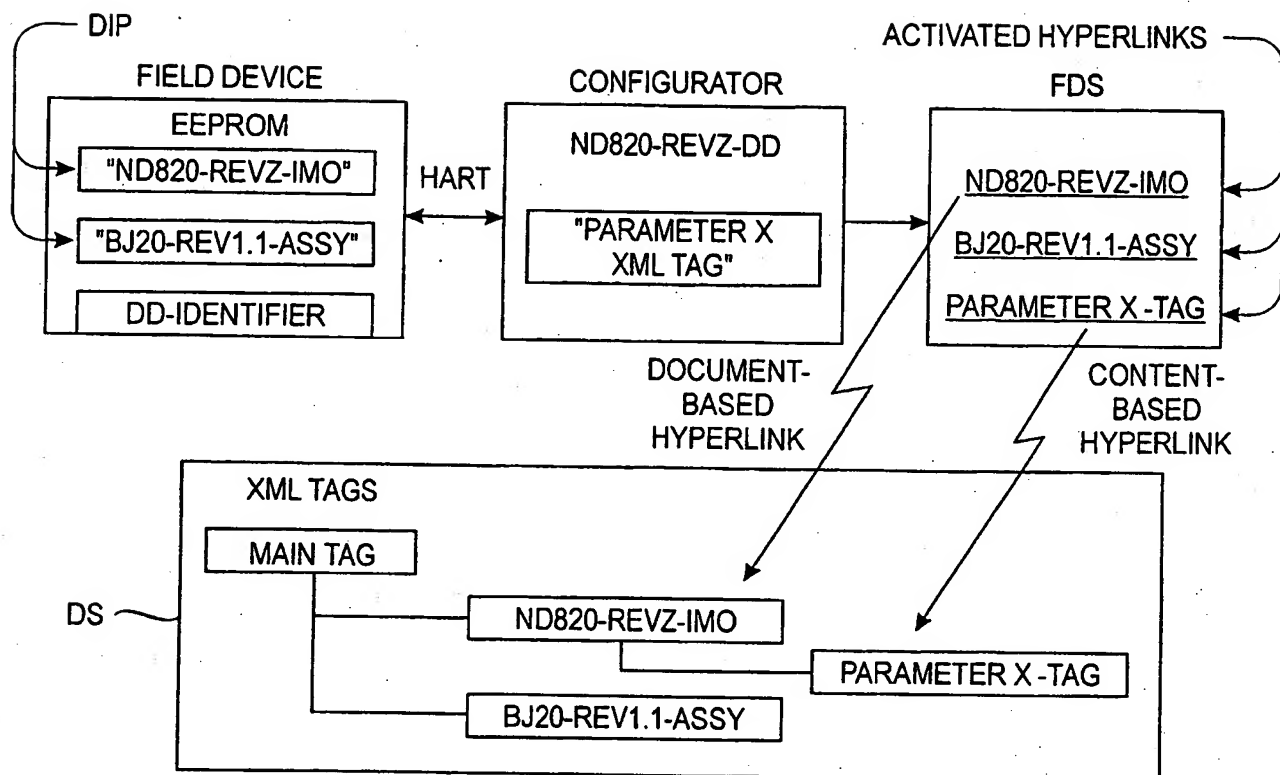 DIP
ACTIVATED HYPERLINKS
FIELD DEVICE
EEPROM
"ND820-REVZ-IMO"
"BJ20-REV1.1-ASSY"
DD-IDENTIFIER
HART
CONFIGURATOR
ND820-REVZ-DD
"PARAMETER X
XML TAG"
FDS
ND820-REVZ-IMO
BJ20-REV1.1-ASSY
PARAMETER X -TAG
DOCUMENT-
BASED
HYPERLINK
CONTENT-
BASED
HYPERLINK
XML TAGS
MAIN TAG
DS
ND820-REVZ-IMO
PARAMETER X -TAG
BJ20-REV1.1-ASSY